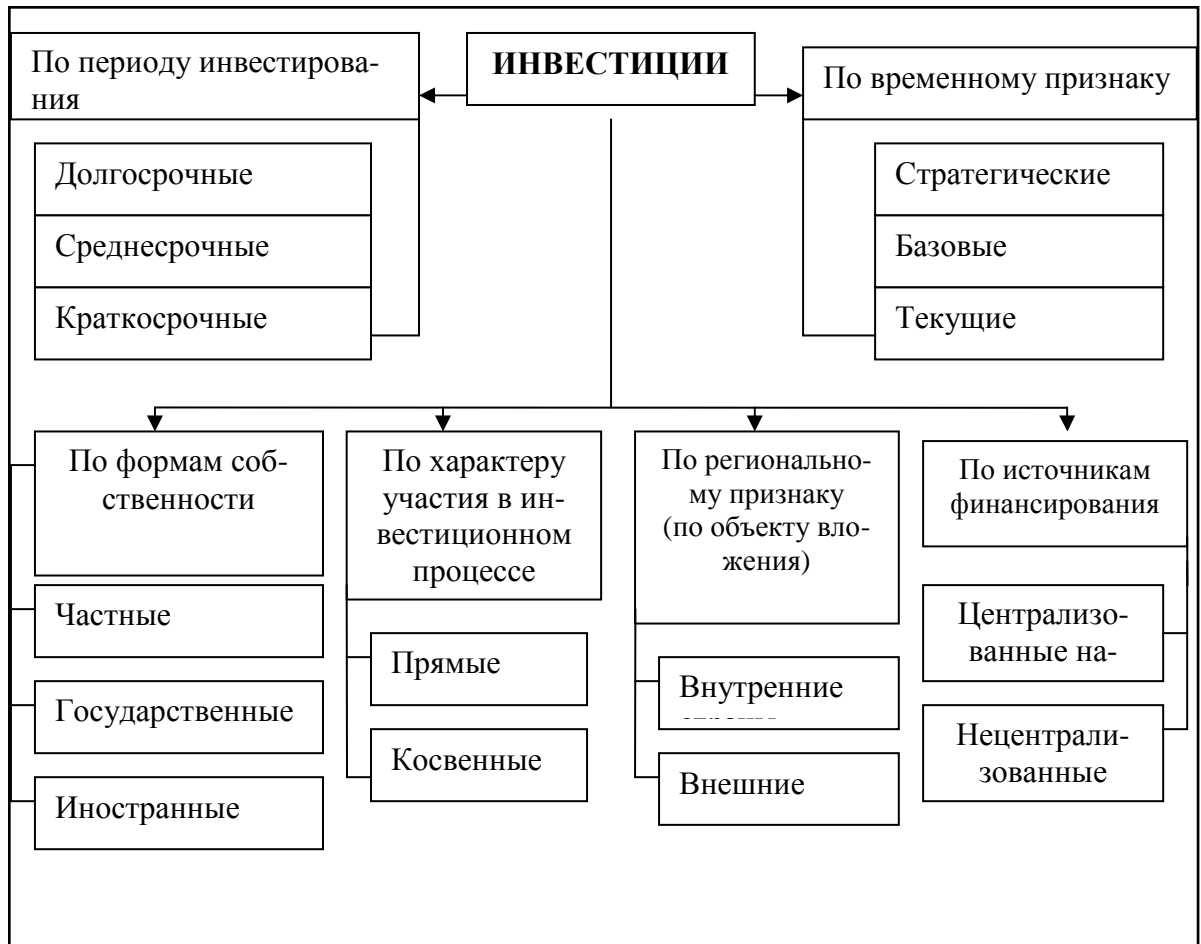 ИНВЕСТИЦИИ
По периоду инвестирова-
ния
Долгосрочные
Среднесрочные
Краткосрочные
По временному признаку
Стратегические
Базовые
Текущие
По формам соб-
ственности
Частные
Государственные
Иностранные
По характеру
участия в ин-
вестиционном
процессе
Прямые
Косвенные
По регионально-
му признаку
(по объекту вло-
жения)
Внутренние
Внешние
По источникам
финансирования
Централизо-
ванные на-
Нецентрали-
зованные